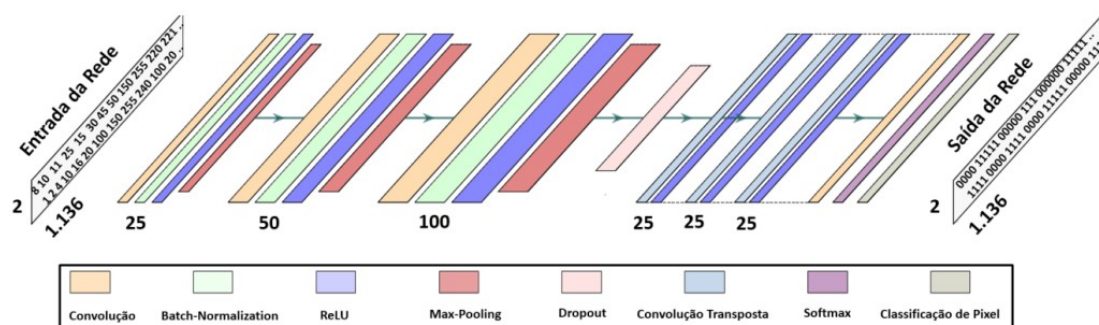 Entrada da Rede
8 10 11 25 15 30 45 50 150 255 220 221 ..
1 2 4 10 16 20 100 150 255 240 100 20 ...
2
1.136
25
50
100
25
25
25
Saída da Rede
0000 11111 00000 111 000000 11111 ..
1111 0000 1111 0000 11111 00000 111
2
1.136
Convolução
Batch-Normalization
ReLU
Max-Pooling
Dropout
Convolução Transposta
Softmax
Classificação de Pixel